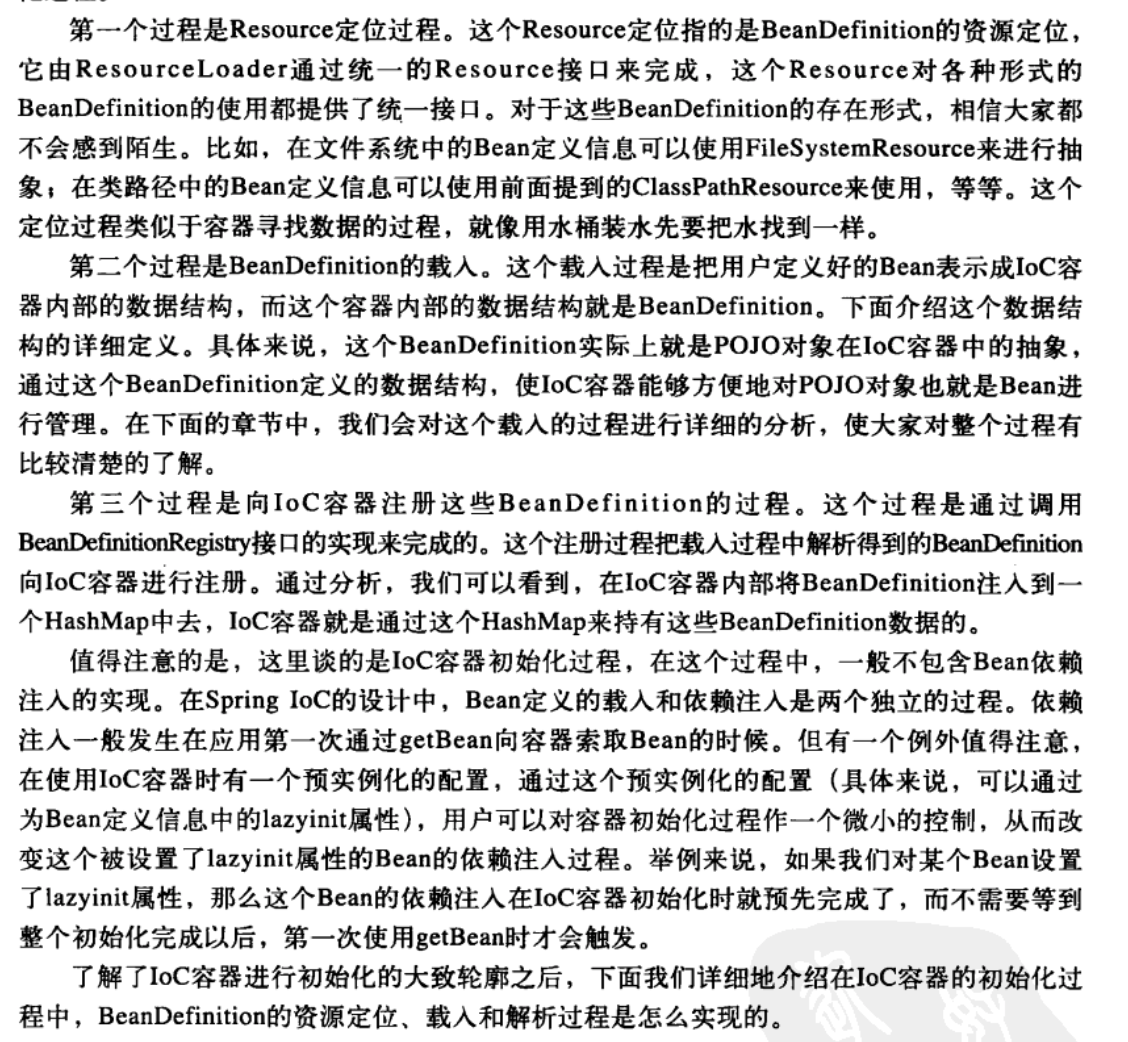 第一个过程是Resource定位过程。这个Resource定位指的是BeanDefinition的资源定位，
它由ResourceLoader通过统一的Resource接口来完成，这个Resource对各种形式的
BeanDefinition的使用都提供了统一接口。对于这些BeanDefinition的存在形式，相信大家都
不会感到陌生。比如，在文件系统中的Bean定义信息可以使用FileSystemResource来进行抽
象；在类路径中的Bean定义信息可以使用前面提到的ClassPathResource来使用，等等。这个
定位过程类似于容器寻找数据的过程，就像用水桶装水先要把水找到一样。
第二个过程是BeanDefinition的载入。这个载入过程是把用户定义好的Bean表示成IoC容
器内部的数据结构，而这个容器内部的数据结构就是BeanDefinition。下面介绍这个数据结
构的详细定义。具体来说，这个BeanDefinition实际上就是POJO对象在IoC容器中的抽象，
通过这个BeanDefinition定义的数据结构，使IoC容器能够方便地对POJO对象也就是Bean进
行管理。在下面的章节中，我们会对这个载入的过程进行详细的分析，使大家对整个过程有
比较清楚的了解。
第三个过程是向IoC容器注册这些BeanDefinition的过程。这个过程是通过调用
BeanDefinitionRegistry接口的实现来完成的。这个注册过程把载入过程中解析得到的BeanDefinition
向IoC容器进行注册。通过分析，我们可以看到，在IoC容器内部将BeanDefinition注入到一
个HashMap中去，IoC容器就是通过这个HashMap来持有这些BeanDefinition数据的。
值得注意的是，这里谈的是IoC容器初始化过程，在这个过程中，一般不包含Bean依赖
注入的实现。在Spring IoC的设计中，Bean定义的载入和依赖注入是两个独立的过程。依赖
注入一般发生在应用第一次通过getBean向容器索取Bean的时候。但有一个例外值得注意，
在使用IoC容器时有一个预实例化的配置，通过这个预实例化的配置（具体来说，可以通过
为Bean定义信息中的lazyinit属性），用户可以对容器初始化过程作一个微小的控制，从而改
变这个被设置了lazyinit属性的Bean的依赖注入过程。举例来说，如果我们对某个Bean设置
了lazyinit属性，那么这个Bean的依赖注入在IoC容器初始化时就预先完成了，而不需要等到
整个初始化完成以后，第一次使用getBean时才会触发。
了解了IoC容器进行初始化的大致轮廓之后，下面我们详细地介绍在IoC容器的初始化过
程中，BeanDefinition的资源定位、载入和解析过程是怎么实现的。